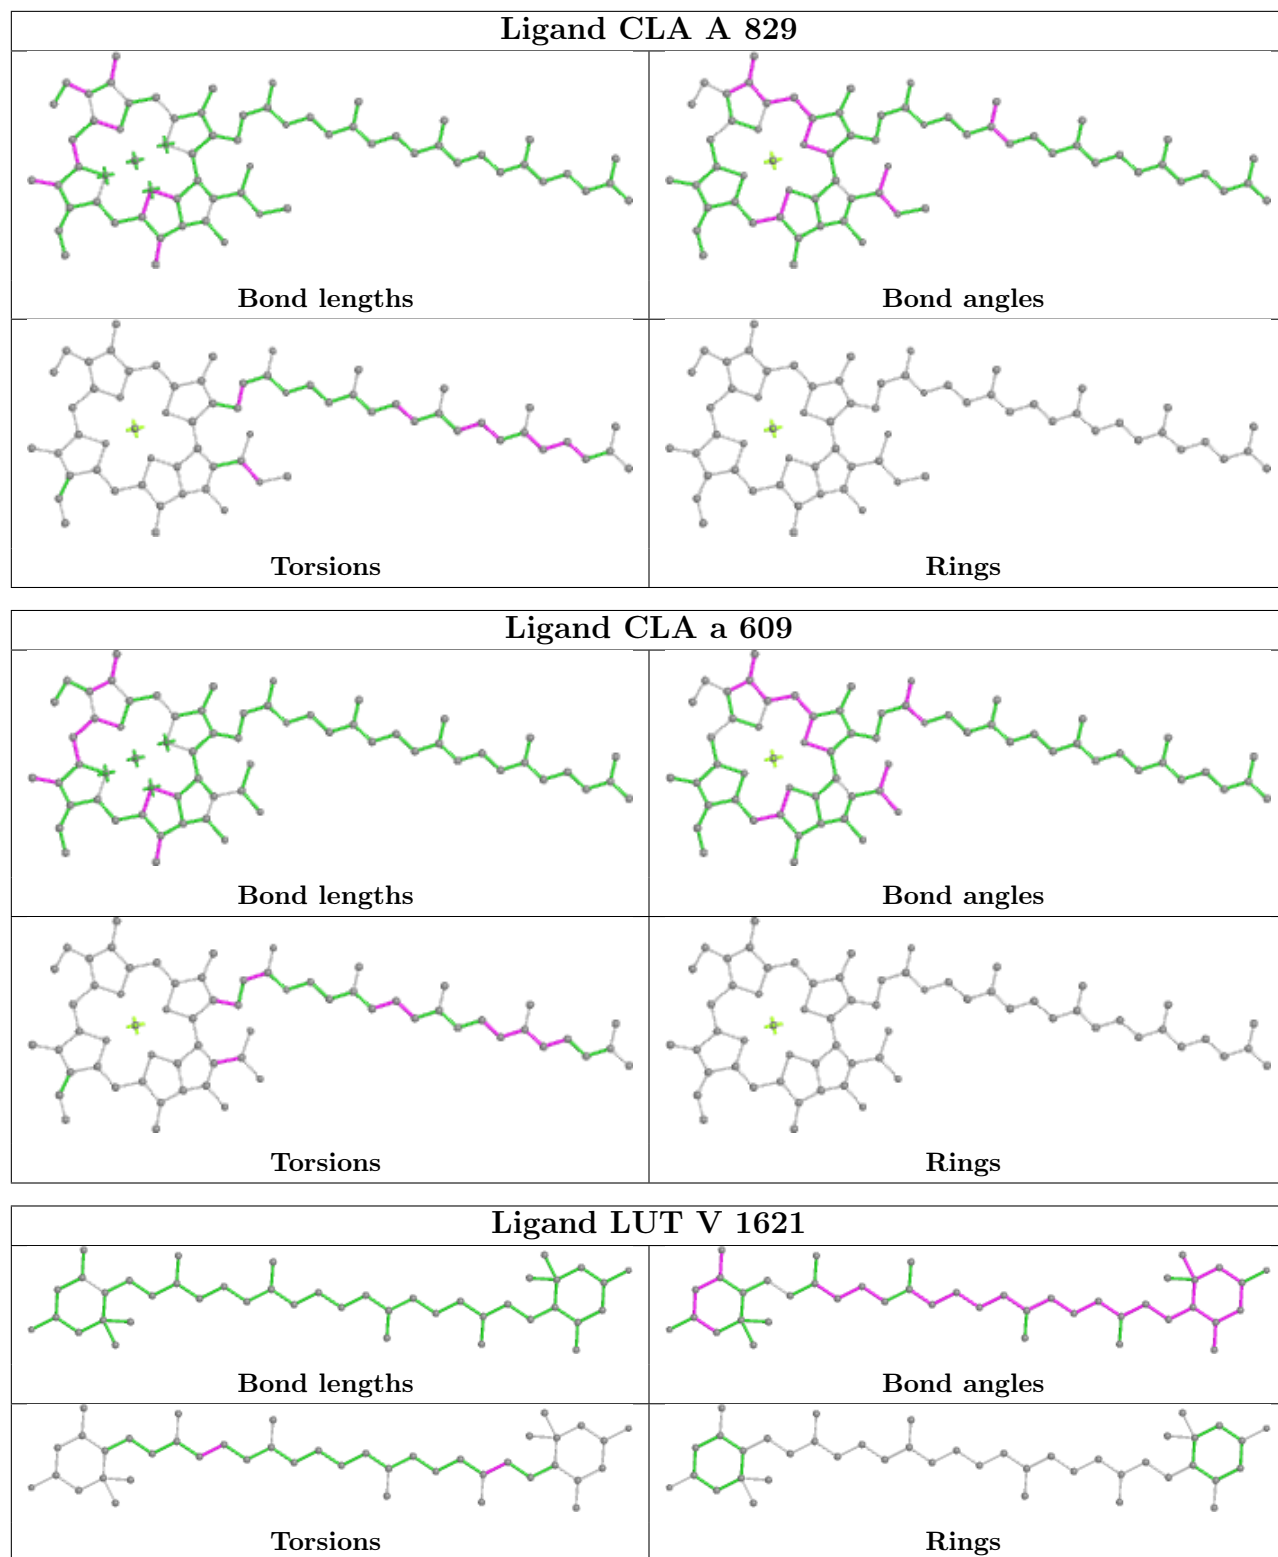 Ligand CLA A 829
Bond lengths
Bond angles
Torsions
Rings
Ligand CLA a 609
Bond lengths
Bond angles
Torsions
Rings
Ligand LUT V 1621
Bond lengths
Bond angles
Torsions
Rings